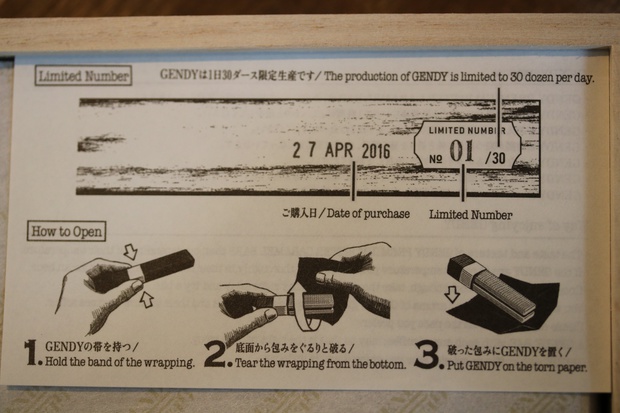 Limited Number
GENDYは1日30ダース限定生産です/ The production of GENDY is limited to 30 dozen per day.
LIMITED NUMBER
27 APR 2016
No 01 /30
ご購入日/Date of purchase
Limited Number
How to Open
1. GENDYの帯を持つ/
Hold the band of the wrapping.
2. 底面から包みをぐるりと破る/
Tear the wrapping from the bottom.
3. 破った包みにGENDYを置く/
Put GENDY on the torn paper.